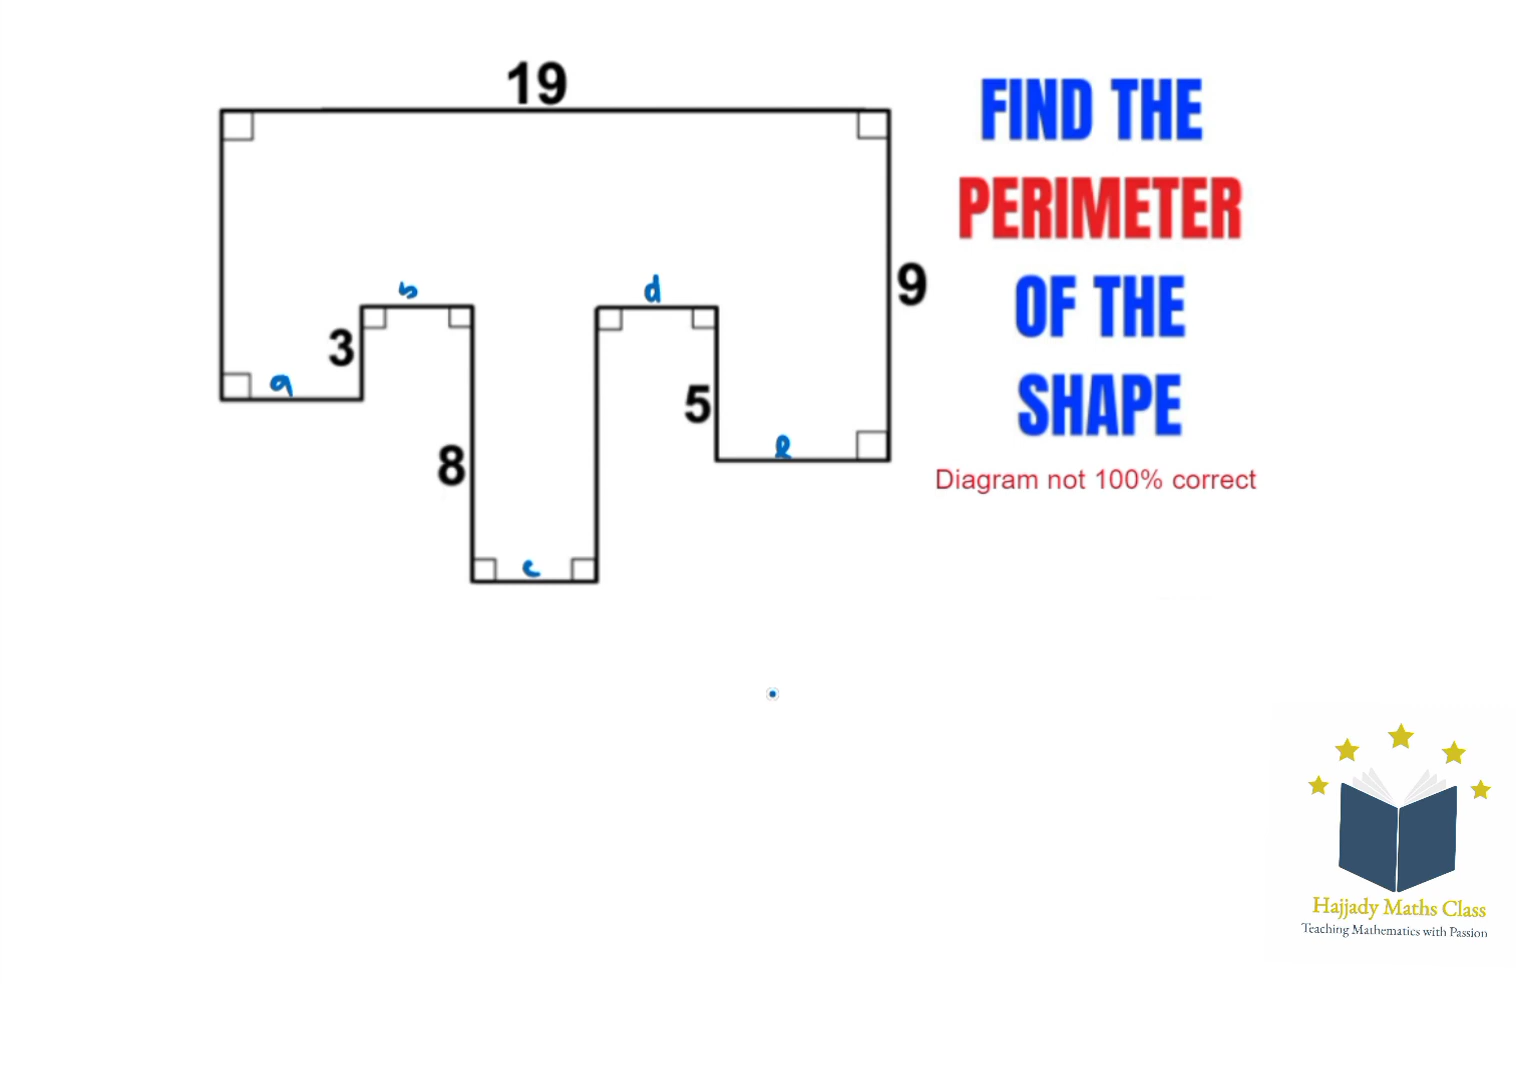 19
FIND THE
PERIMETER
OF THE
SHAPE
Diagram not 100% correct
b
d
9
3
a
5
8
e
c
Hajjady Maths Class
Teaching Mathematics with Passion